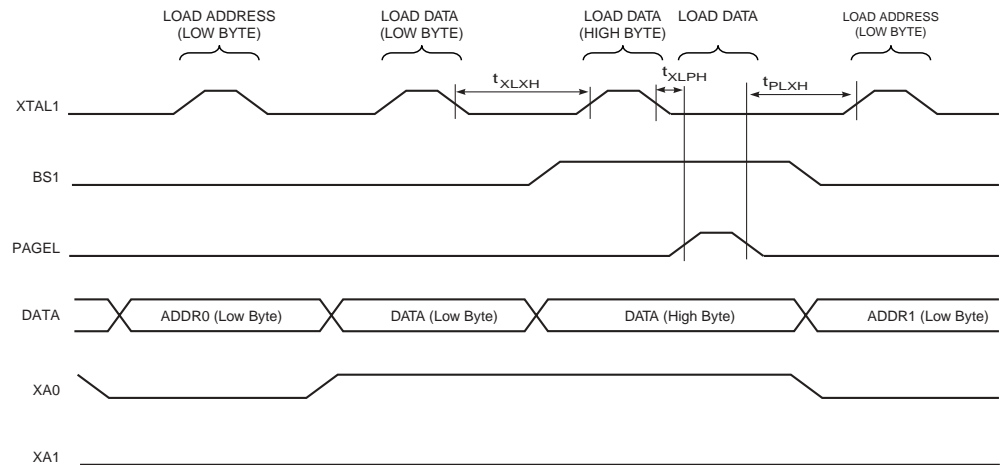 LOAD ADDRESS
(LOW BYTE)
LOAD DATA
(LOW BYTE)
LOAD DATA
(HIGH BYTE)
LOAD DATA
LOAD ADDRESS
(LOW BYTE)
XTAL1
tXLXH
tXLPH
tPLXH
BS1
PAGEL
DATA
ADDR0 (Low Byte)
DATA (Low Byte)
DATA (High Byte)
ADDR1 (Low Byte)
XA0
XA1